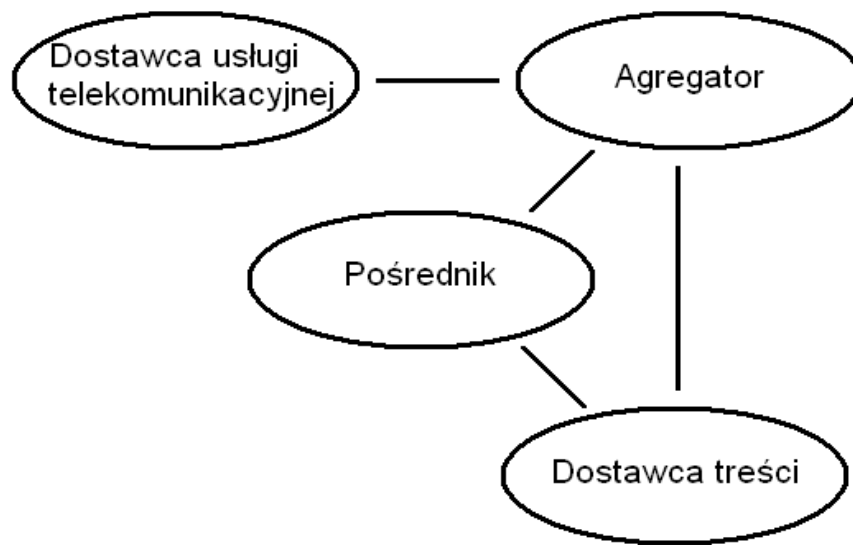 Dostawca usługi
telekomunikacyjnej
Agregator
Pośrednik
Dostawca treści